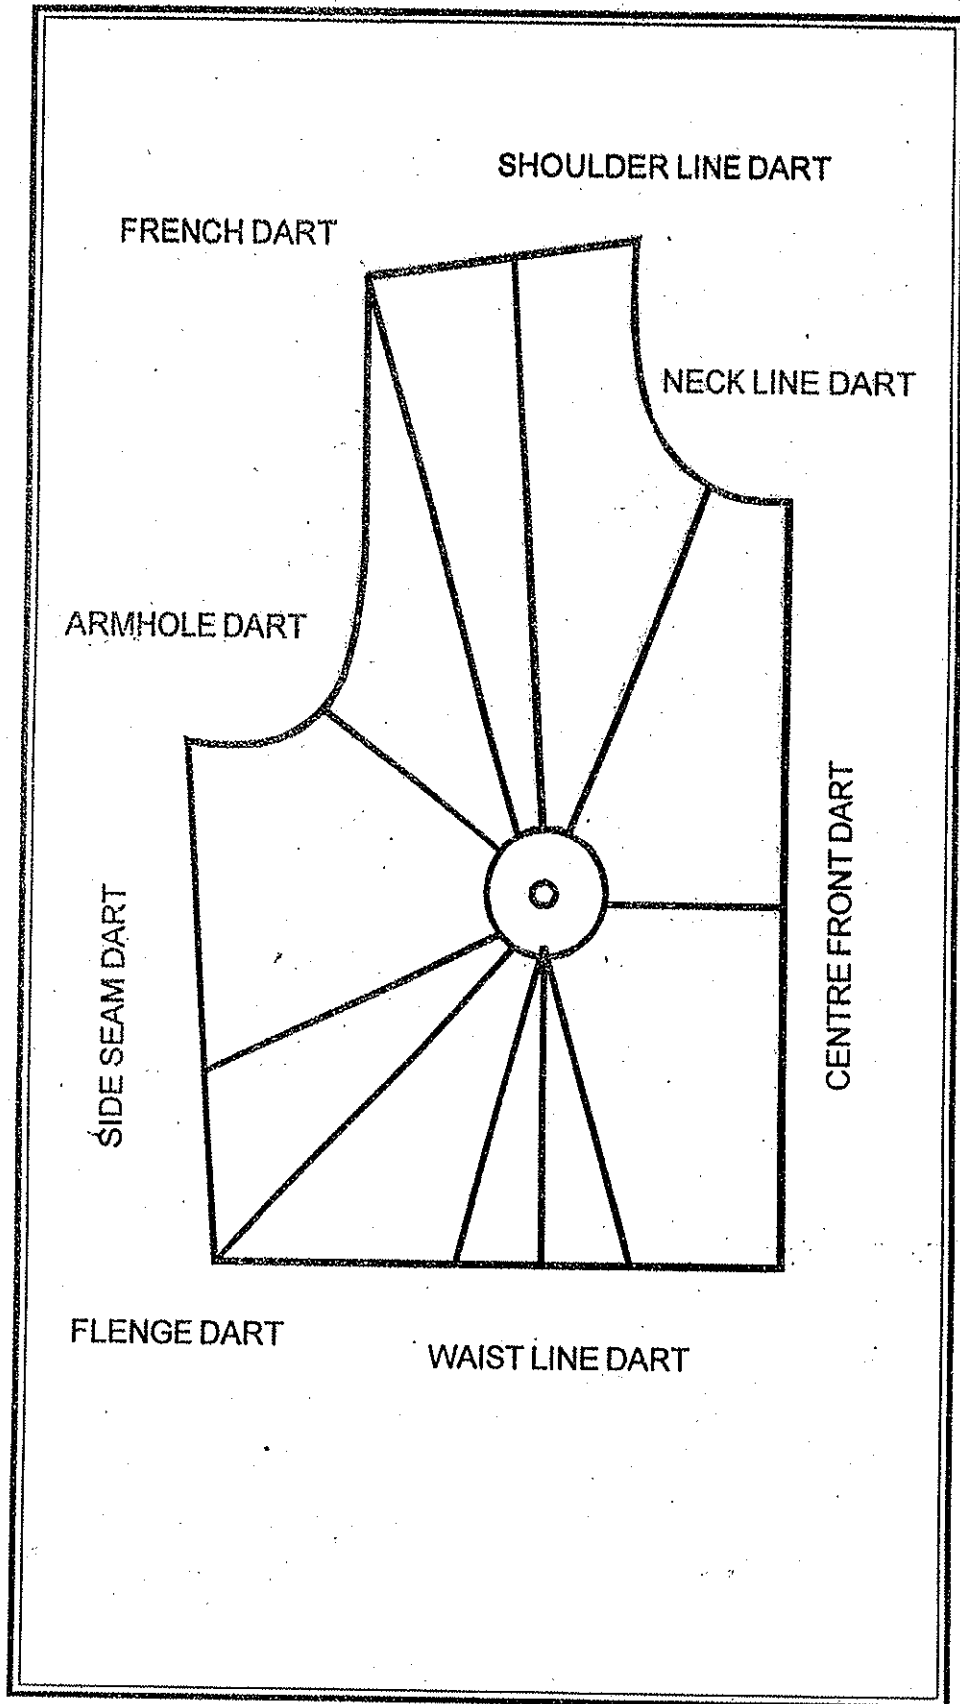 SHOULDER LINE DART
FRENCH DART
NECK LINE DART
ARMHOLE DART
CENTRE FRONT DART
SIDE SEAM DART
FLENGE DART
WAIST LINE DART